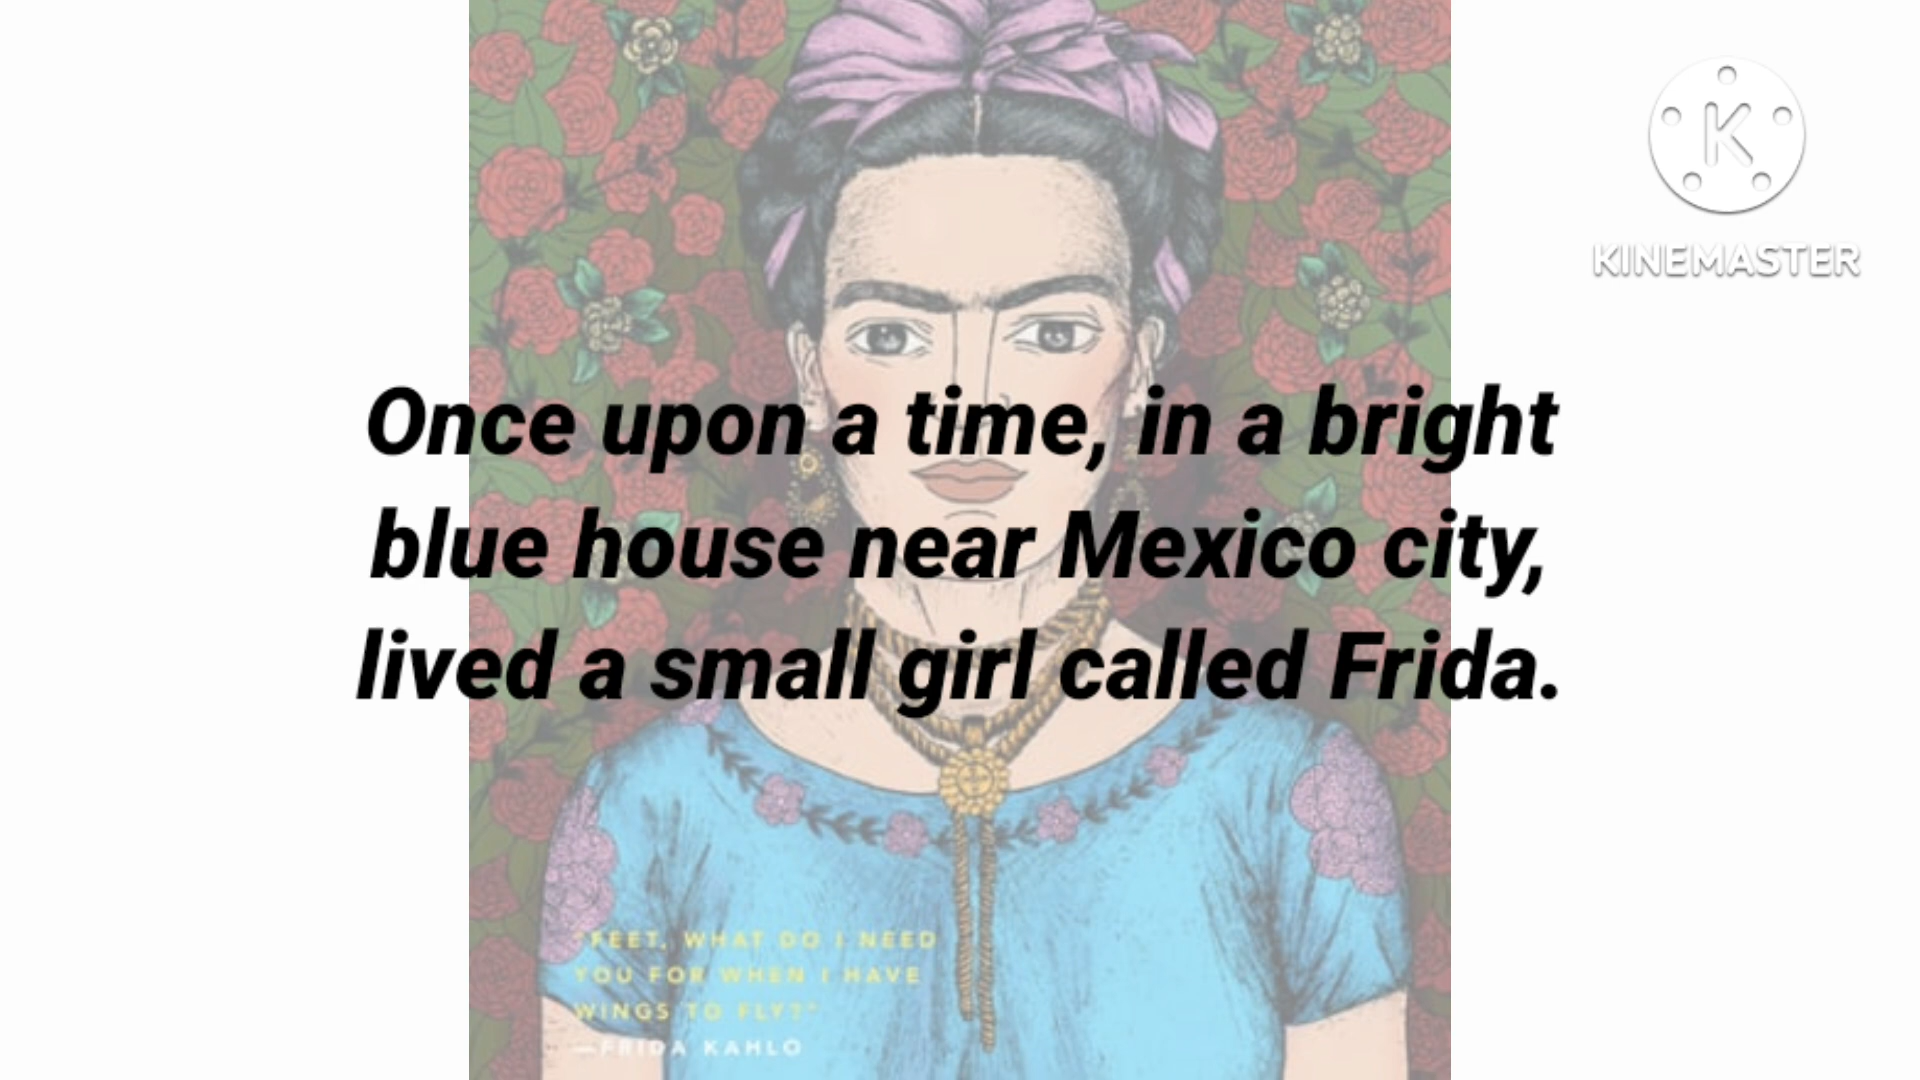 KINEMASTER
Once upon a time, in a bright
blue house near Mexico city,
lived a small girl called Frida.
"FEET, WHAT DO I NEED
YOU FOR WHEN I HAVE
WINGS TO FLY?"
—FRIDA KAHLO